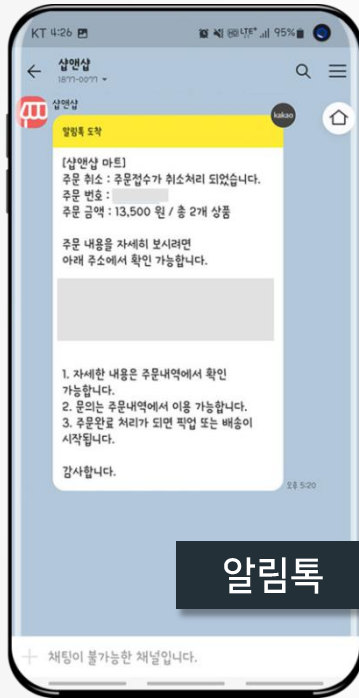 KT 4:26 LTE+ 95%
샵앤샵
1877-0077
샵앤샵
kakao
알림톡 도착
[샵앤샵 마트]
주문 취소 : 주문접수가 취소처리 되었습니다.
주문 번호 :
주문 금액 : 13,500 원 / 총 2개 상품
주문 내용을 자세히 보시려면
아래 주소에서 확인 가능합니다.
1. 자세한 내용은 주문내역에서 확인
가능합니다.
2. 문의는 주문내역에서 이용 가능합니다.
3. 주문완료 처리가 되면 픽업 또는 배송이
시작됩니다.
감사합니다.
오후 5:20
알림톡
채팅이 불가능한 채널입니다.